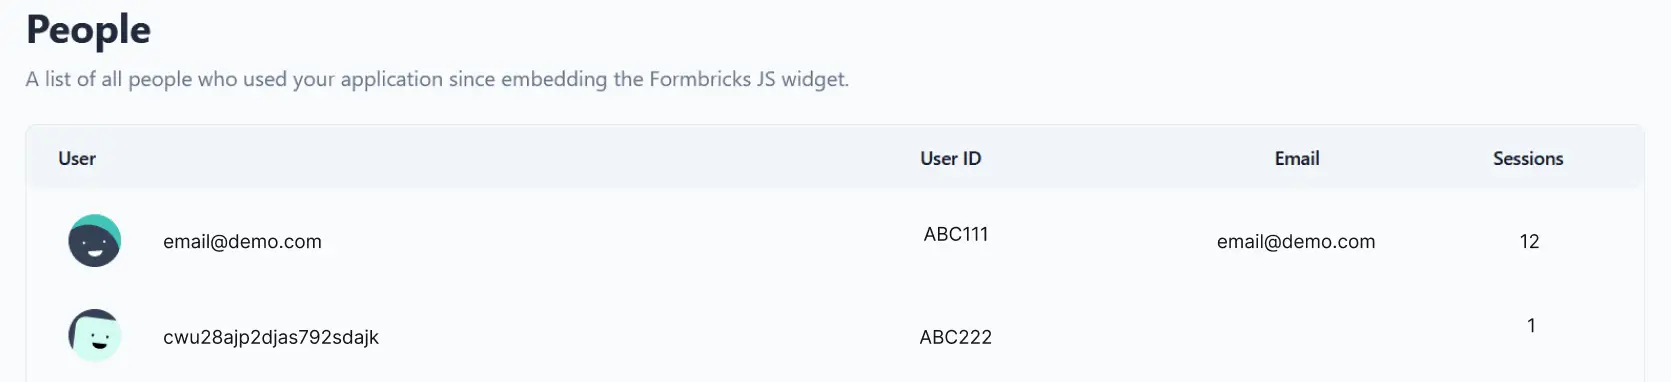 People
A list of all people who used your application since embedding the Formbricks JS widget.
User User ID Email Sessions
email@demo.com ABC111 email@demo.com 12
cwu28ajp2djas792sdajk ABC222 1